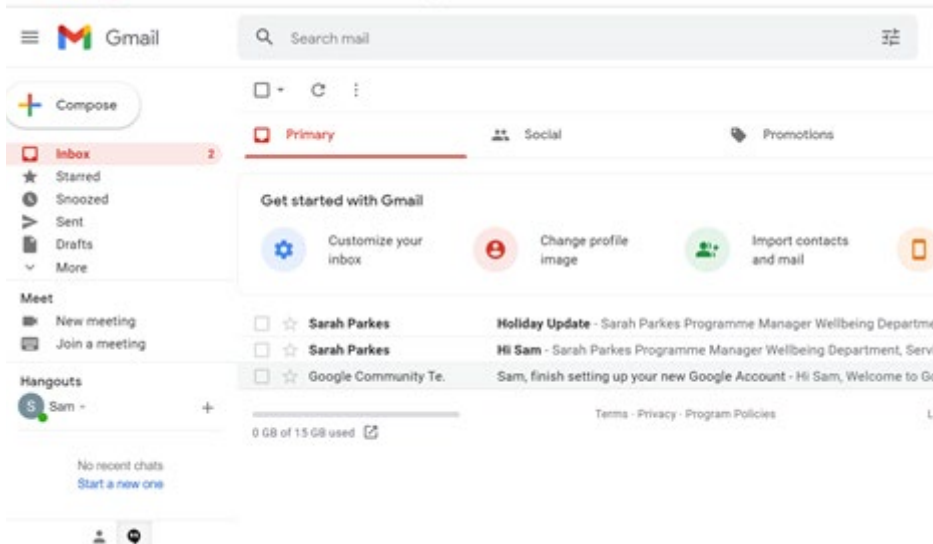 Gmail
Search mail
Compose
Primary
Social
Promotions
Inbox 2
Starred
Snoozed
Sent
Drafts
More
Get started with Gmail
Customize your
inbox
Change profile
image
Import contacts
and mail
Meet
New meeting
Join a meeting
Sarah Parkes Holiday Update - Sarah Parkes Programme Manager Wellbeing Departme
Sarah Parkes Hi Sam - Sarah Parkes Programme Manager Wellbeing Department, Servi
Google Community Te. Sam, finish setting up your new Google Account - Hi Sam, Welcome to Go
Hangouts
S Sam
0 GB of 15 GB used
Terms · Privacy · Program Policies
L
No recent chats
Start a new one